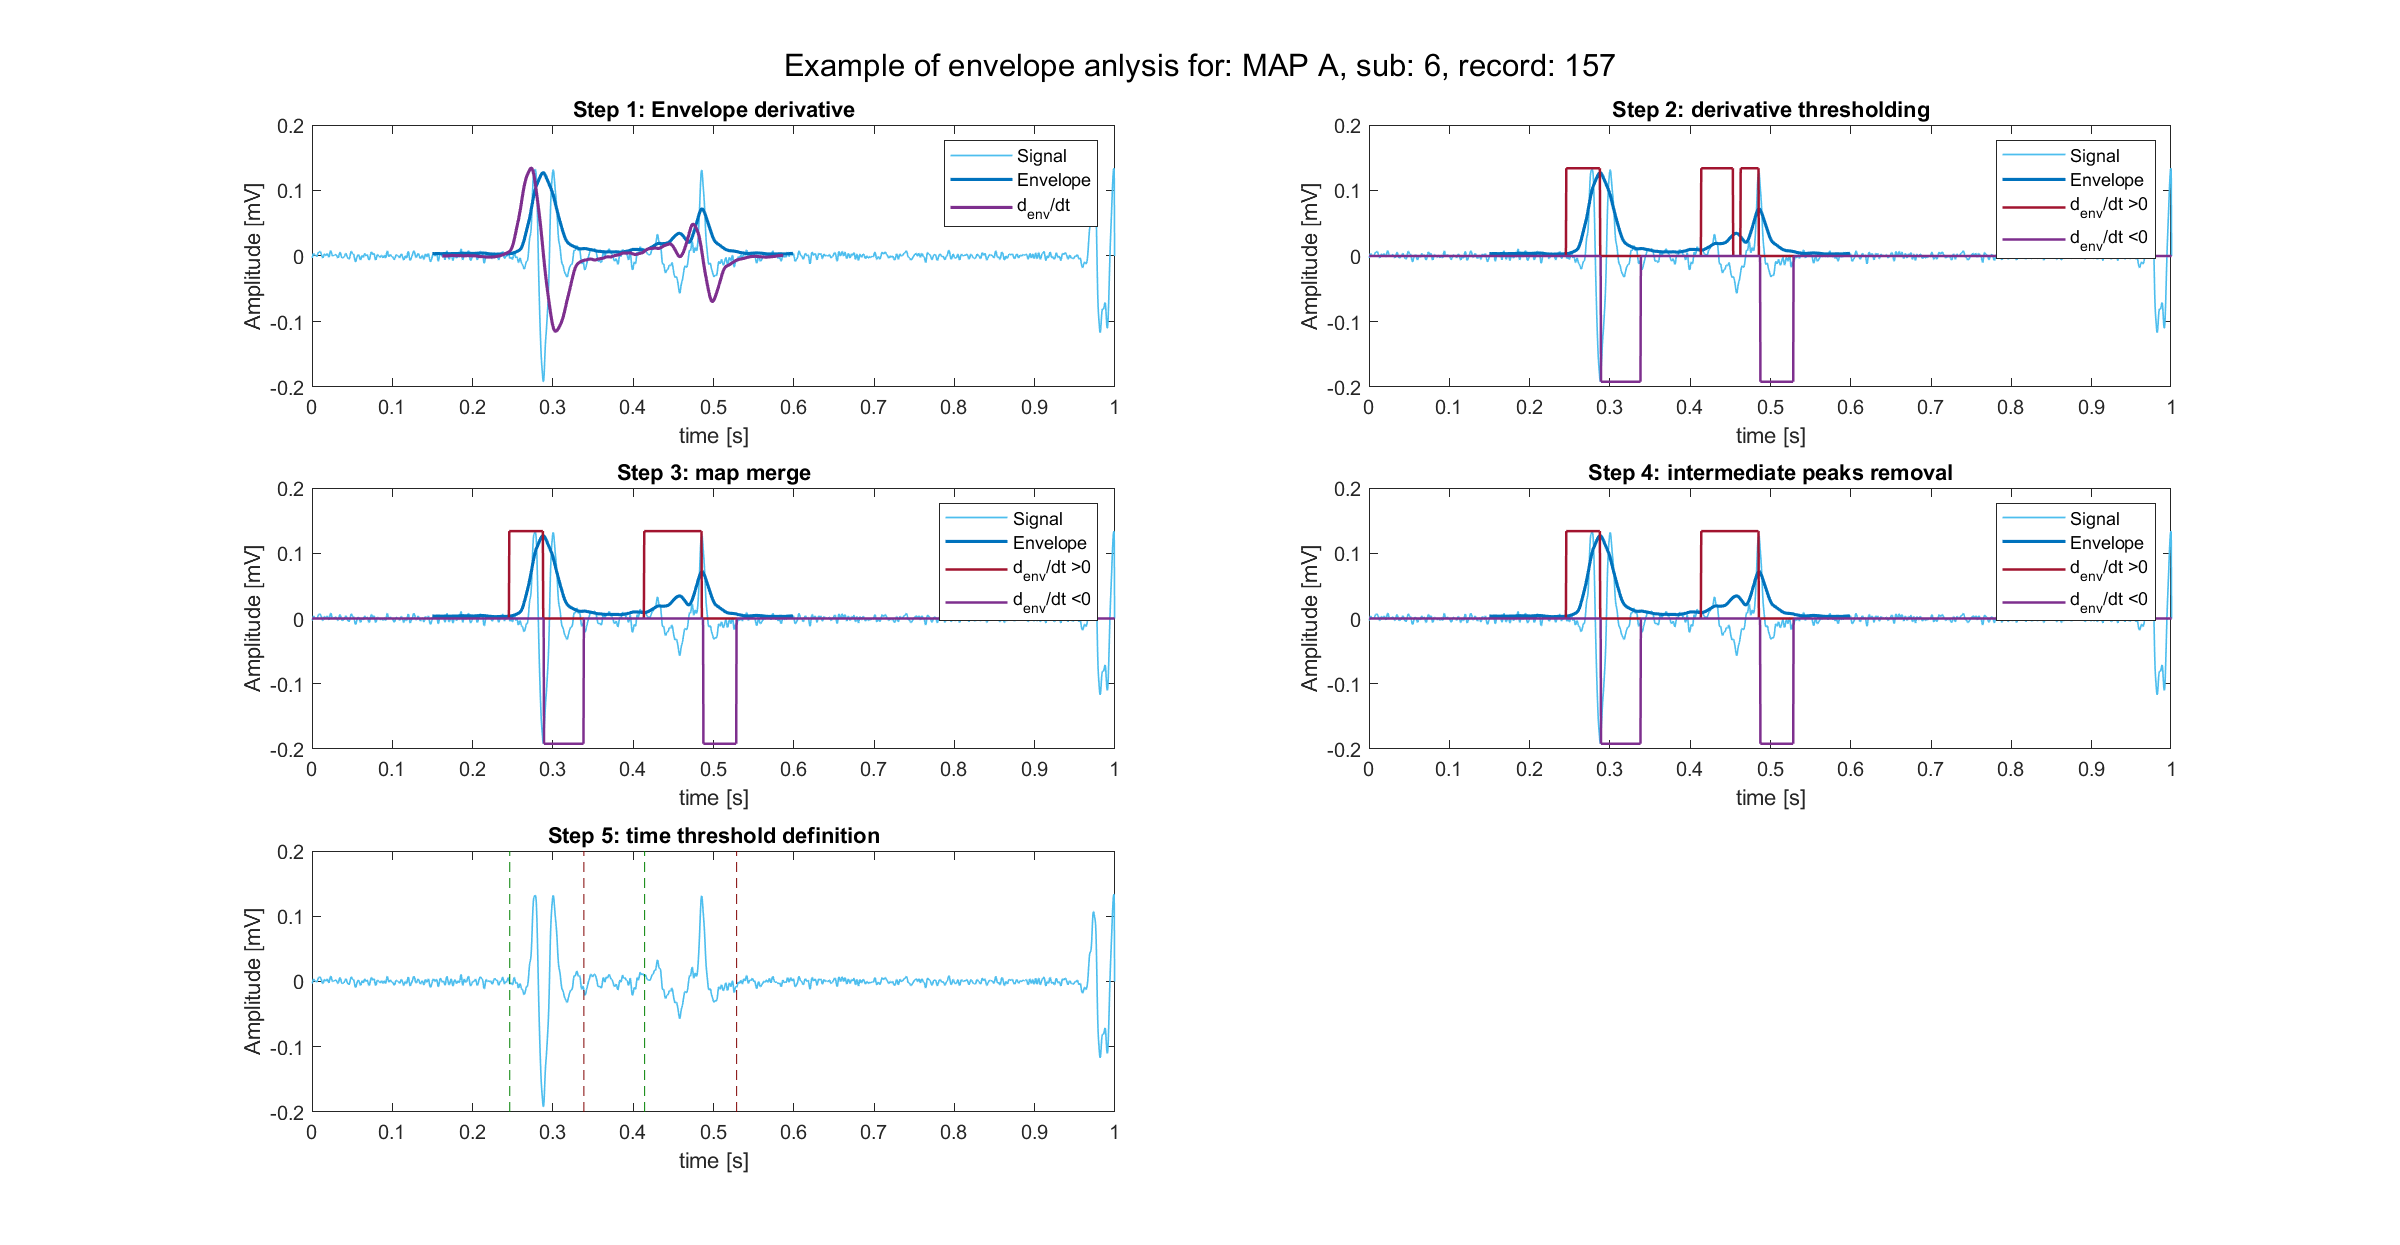 Example of envelope anlysis for: MAP A, sub: 6, record: 157
Step 1: Envelope derivative
0.2
0.1
0
-0.1
-0.2
Amplitude [mV]
0 0.1 0.2 0.3 0.4 0.5 0.6 0.7 0.8 0.9 1
time [s]
Signal
Envelope
d_env/dt
Step 2: derivative thresholding
0.2
0.1
0
-0.1
-0.2
Amplitude [mV]
0 0.1 0.2 0.3 0.4 0.5 0.6 0.7 0.8 0.9 1
time [s]
Signal
Envelope
d_env/dt >0
d_env/dt <0
Step 3: map merge
0.2
0.1
0
-0.1
-0.2
Amplitude [mV]
0 0.1 0.2 0.3 0.4 0.5 0.6 0.7 0.8 0.9 1
time [s]
Signal
Envelope
d_env/dt >0
d_env/dt <0
Step 4: intermediate peaks removal
0.2
0.1
0
-0.1
-0.2
Amplitude [mV]
0 0.1 0.2 0.3 0.4 0.5 0.6 0.7 0.8 0.9 1
time [s]
Signal
Envelope
d_env/dt >0
d_env/dt <0
Step 5: time threshold definition
0.2
0.1
0
-0.1
-0.2
Amplitude [mV]
0 0.1 0.2 0.3 0.4 0.5 0.6 0.7 0.8 0.9 1
time [s]